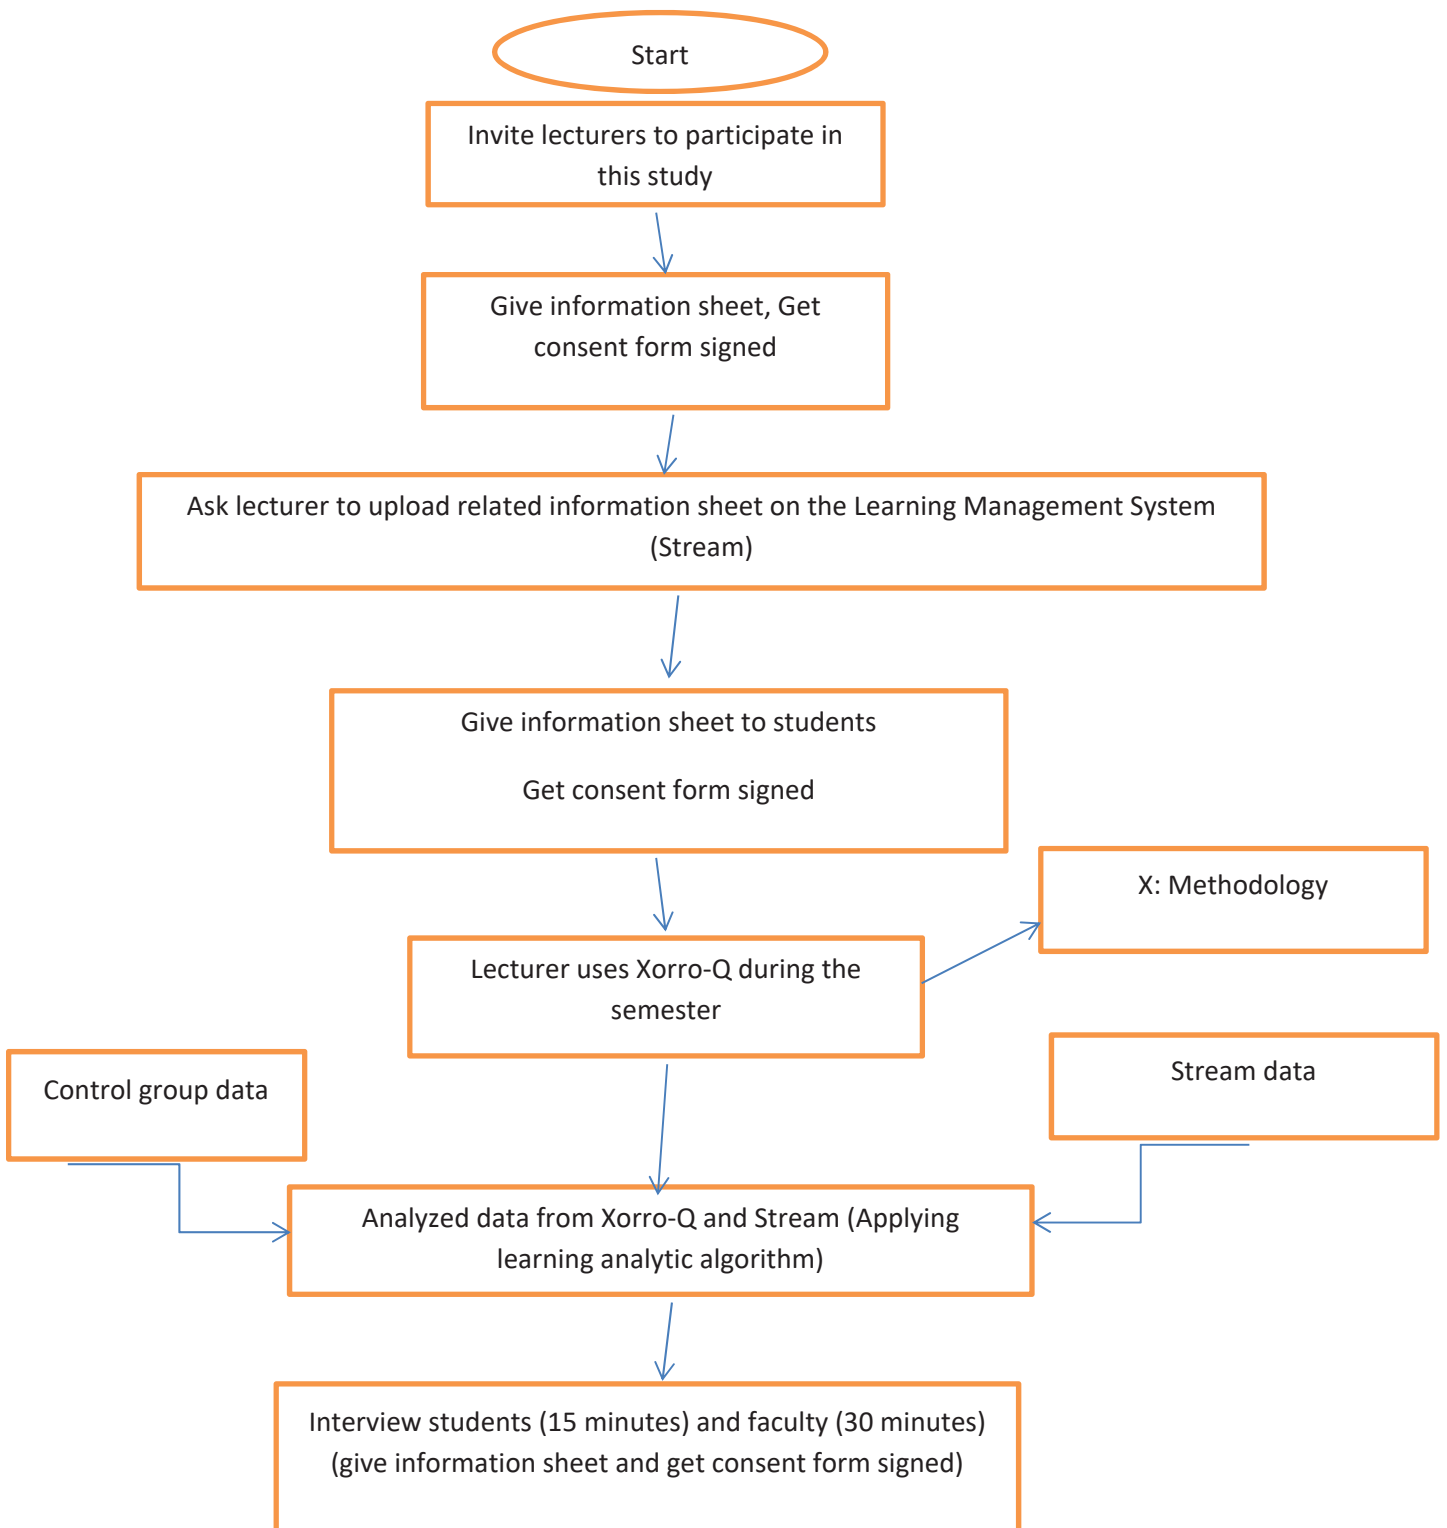 Start
Invite lecturers to participate in
this study
Give information sheet, Get
consent form signed
Ask lecturer to upload related information sheet on the Learning Management System
(Stream)
Give information sheet to students
Get consent form signed
X: Methodology
Lecturer uses Xorro-Q during the
semester
Control group data
Stream data
Analyzed data from Xorro-Q and Stream (Applying
learning analytic algorithm)
Interview students (15 minutes) and faculty (30 minutes)
(give information sheet and get consent form signed)